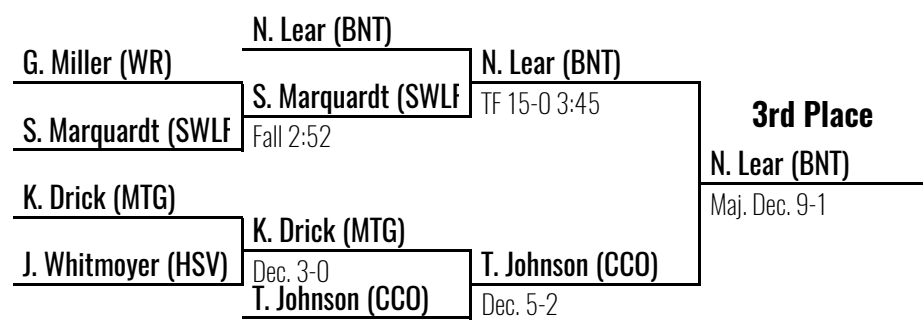 N. Lear (BNT)
G. Miller (WR)
N. Lear (BNT)
S. Marquardt (SWLF
TF 15-0 3:45
3rd Place
S. Marquardt (SWLF
Fall 2:52
N. Lear (BNT)
K. Drick (MTG)
Maj. Dec. 9-1
K. Drick (MTG)
J. Whitmoyer (HSV)
Dec. 3-0
T. Johnson (CCO)
T. Johnson (CCO)
Dec. 5-2